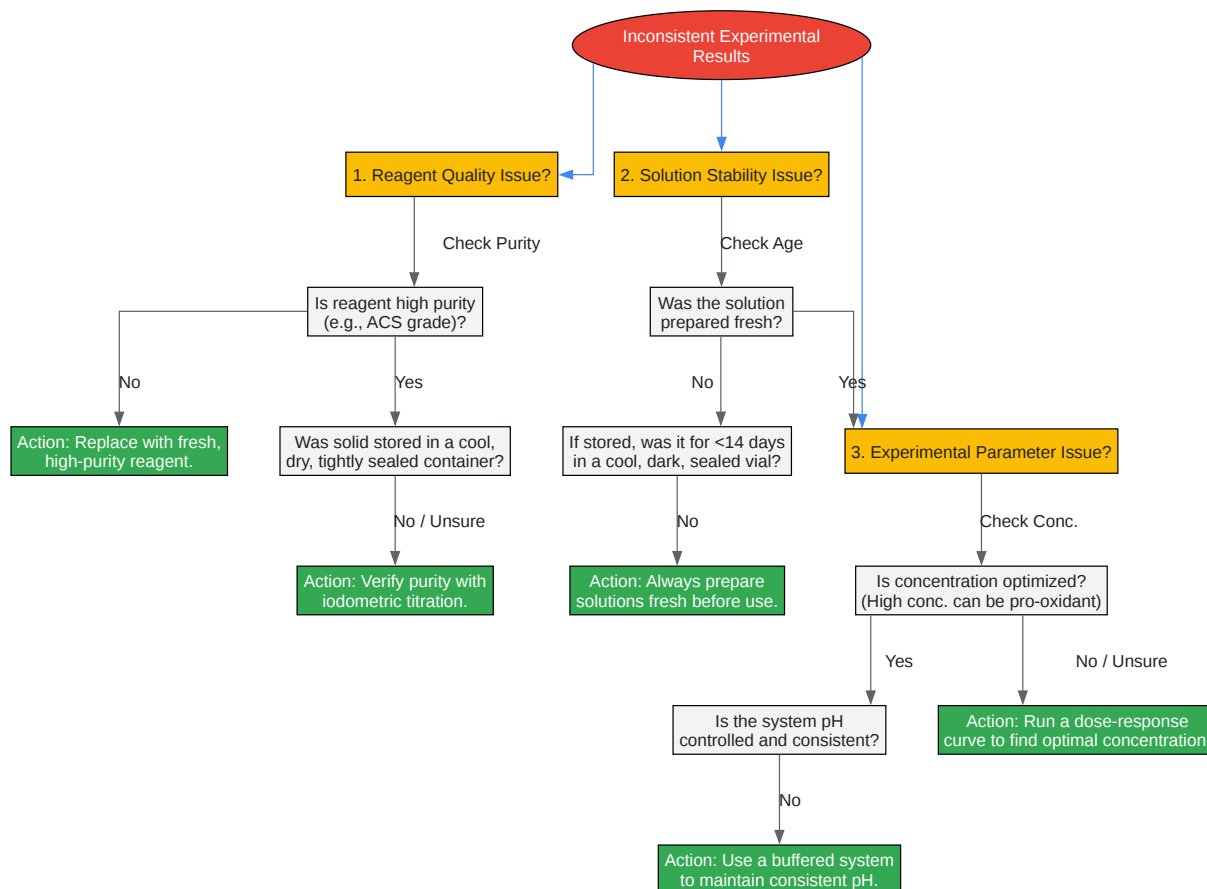 Inconsistent Experimental
Results
1. Reagent Quality Issue?
2. Solution Stability Issue?
Check Purity
Check Age
Is reagent high purity
(e.g., ACS grade)?
Was the solution
prepared fresh?
No
Yes
No
Yes
Action: Replace with fresh,
high-purity reagent.
Was solid stored in a cool,
dry, tightly sealed container?
If stored, was it for <14 days
in a cool, dark, sealed vial?
3. Experimental Parameter Issue?
No / Unsure
No
Check Conc.
Action: Verify purity with
iodometric titration.
Action: Always prepare
solutions fresh before use.
Is concentration optimized?
(High conc. can be pro-oxidant)
Yes
No / Unsure
Is the system pH
controlled and consistent?
Action: Run a dose-response
curve to find optimal concentration
No
Action: Use a buffered system
to maintain consistent pH.